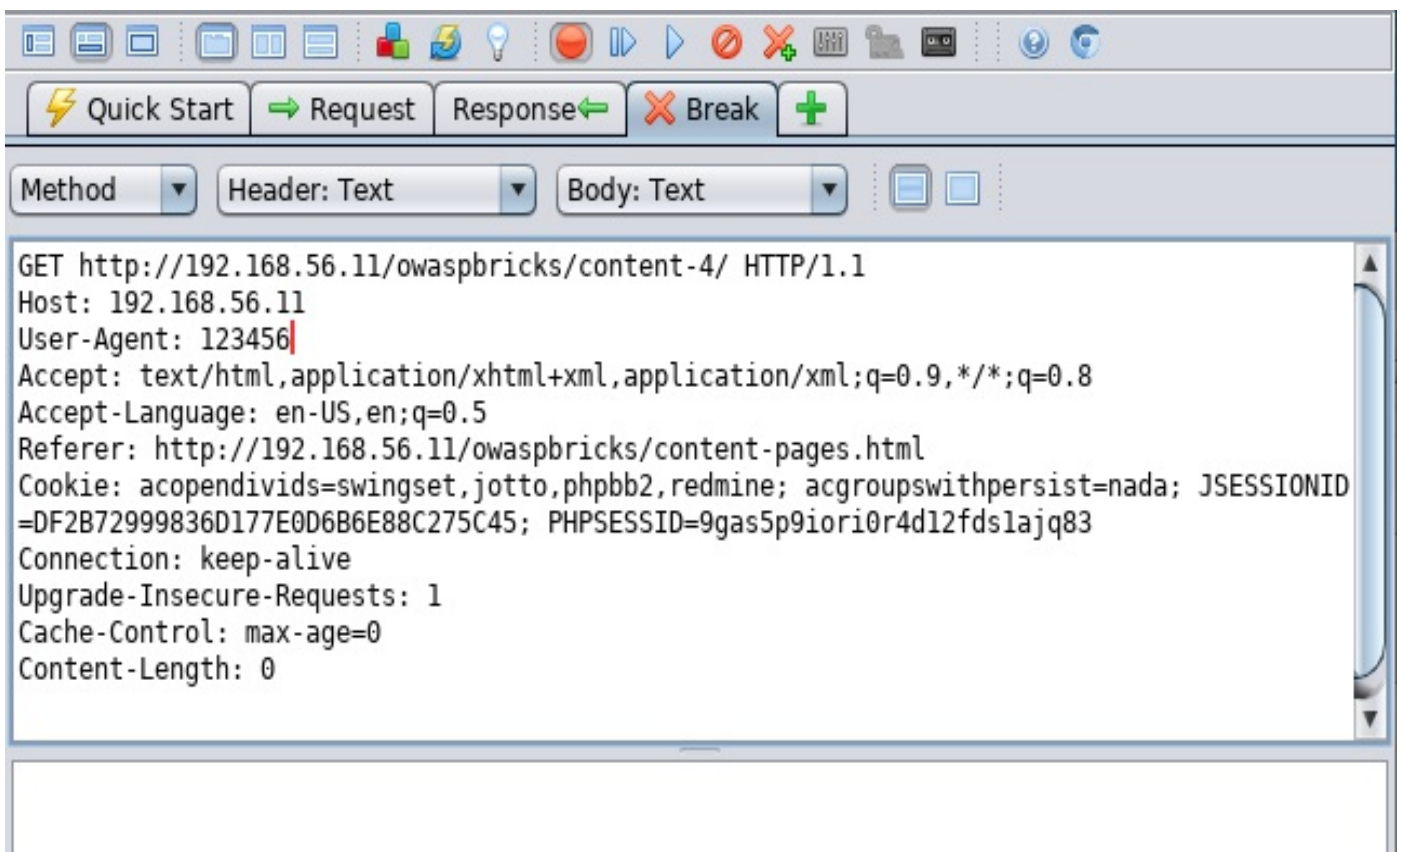 Quick Start Request Response Break
Method Header: Text Body: Text
GET http://192.168.56.11/owaspbricks/content-4/ HTTP/1.1
Host: 192.168.56.11
User-Agent: 123456
Accept: text/html,application/xhtml+xml,application/xml;q=0.9,*/*;q=0.8
Accept-Language: en-US,en;q=0.5
Referer: http://192.168.56.11/owaspbricks/content-pages.html
Cookie: acopendivids=swingset,jotto,phpbb2,redmine; acgroupswithpersist=nada; JSESSIONID
=DF2B72999836D177E0D6B6E88C275C45; PHPSESSID=9gas5p9iori0r4d12fds1ajq83
Connection: keep-alive
Upgrade-Insecure-Requests: 1
Cache-Control: max-age=0
Content-Length: 0